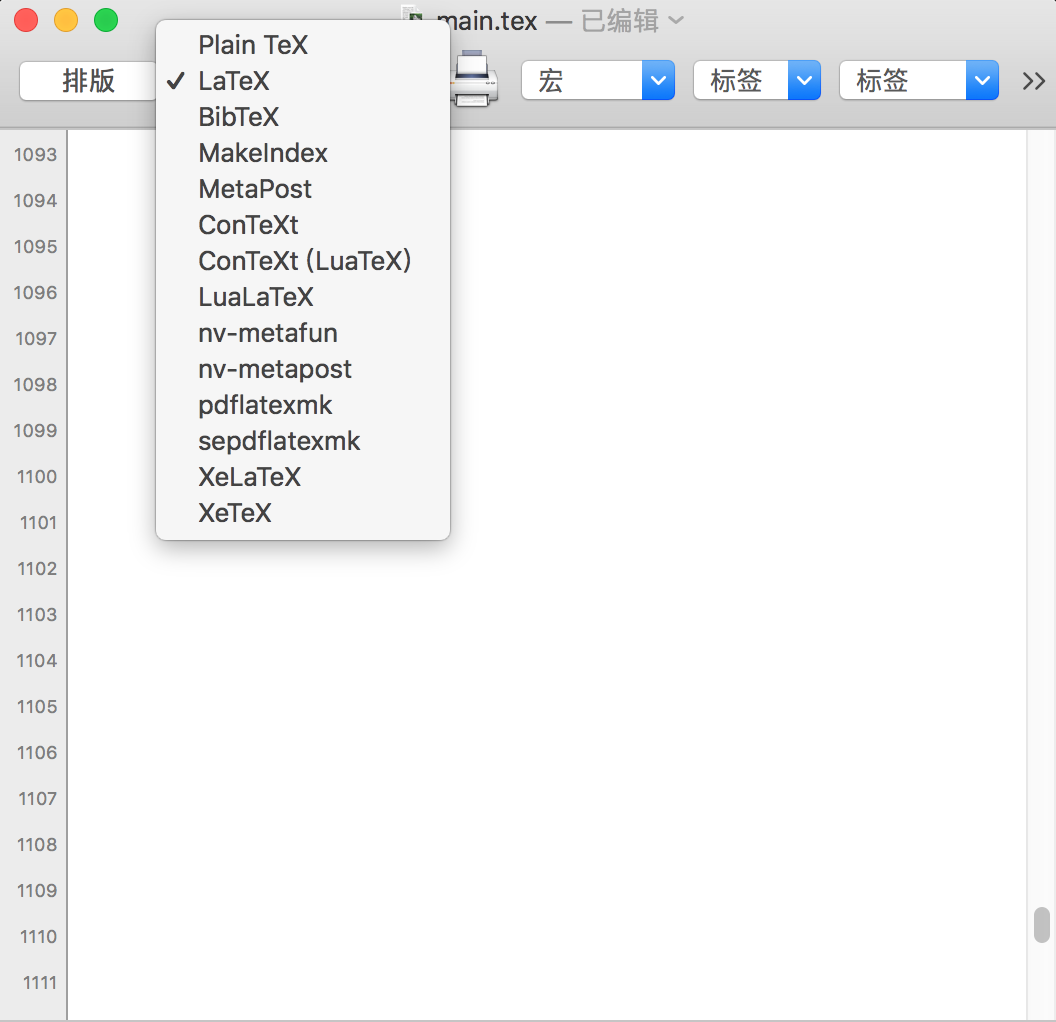 main.tex — 已编辑
排版
宏
标签
标签
Plain TeX
✓ LaTeX
BibTeX
MakeIndex
MetaPost
ConTeXt
ConTeXt (LuaTeX)
LuaLaTeX
nv-metafun
nv-metapost
pdflatexmk
sepdflatexmk
XeLaTeX
XeTeX
1093
1094
1095
1096
1097
1098
1099
1100
1101
1102
1103
1104
1105
1106
1107
1108
1109
1110
1111